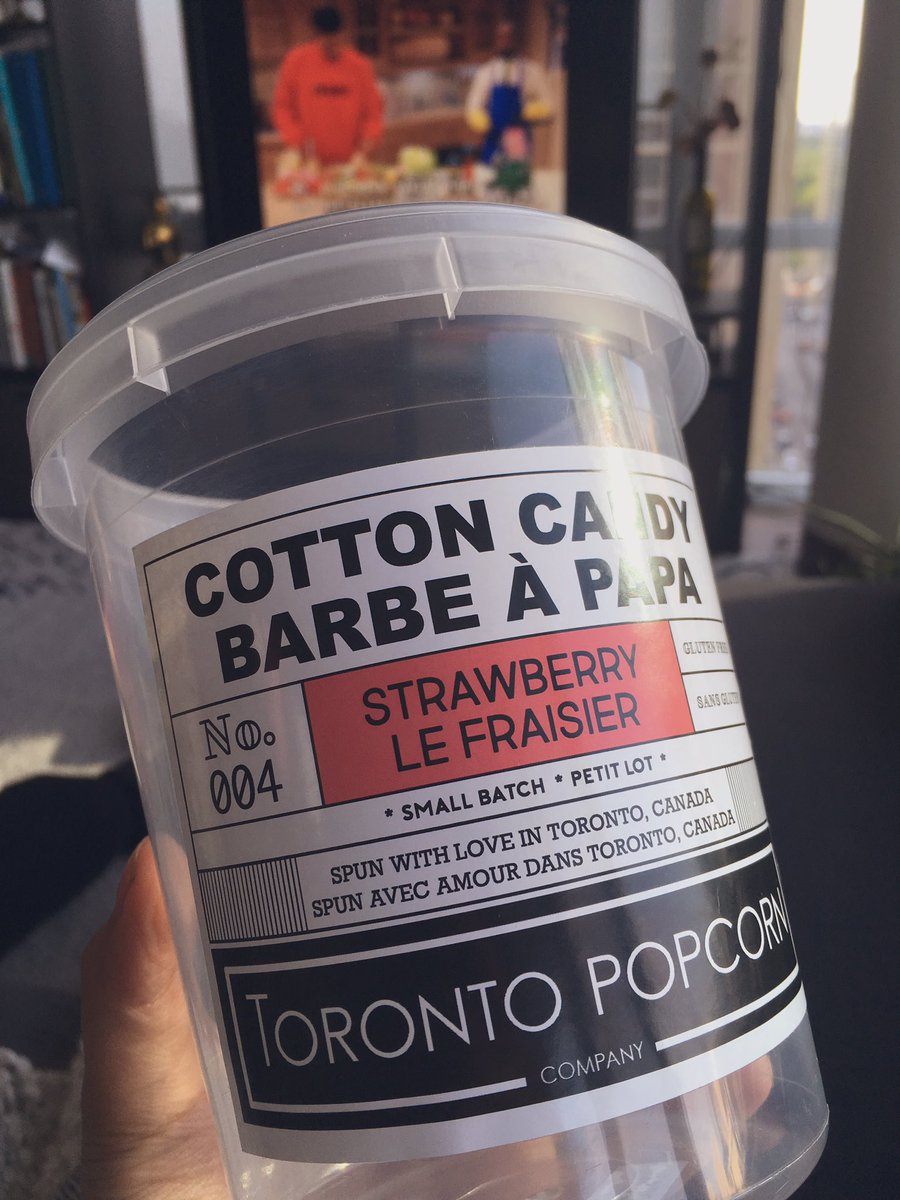 COTTON CANDY
BARBE À PAPA
No.
004
STRAWBERRY
LE FRAISIER
GLUTEN FREE
SANS GLUTEN
* SMALL BATCH * PETIT LOT *
SPUN WITH LOVE IN TORONTO, CANADA
SPUN AVEC AMOUR DANS TORONTO, CANADA
TORONTO POPCORN
COMPANY